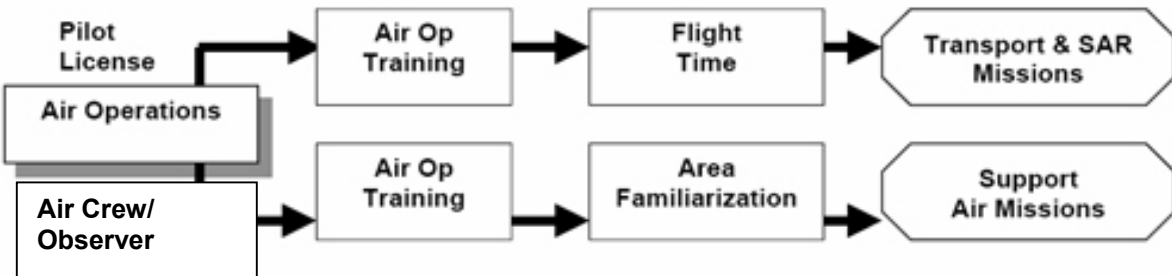 Pilot
License
Air Op
Training
Flight
Time
Transport & SAR
Missions
Air Operations
Air Crew/
Observer
Air Op
Training
Area
Familiarization
Support
Air Missions